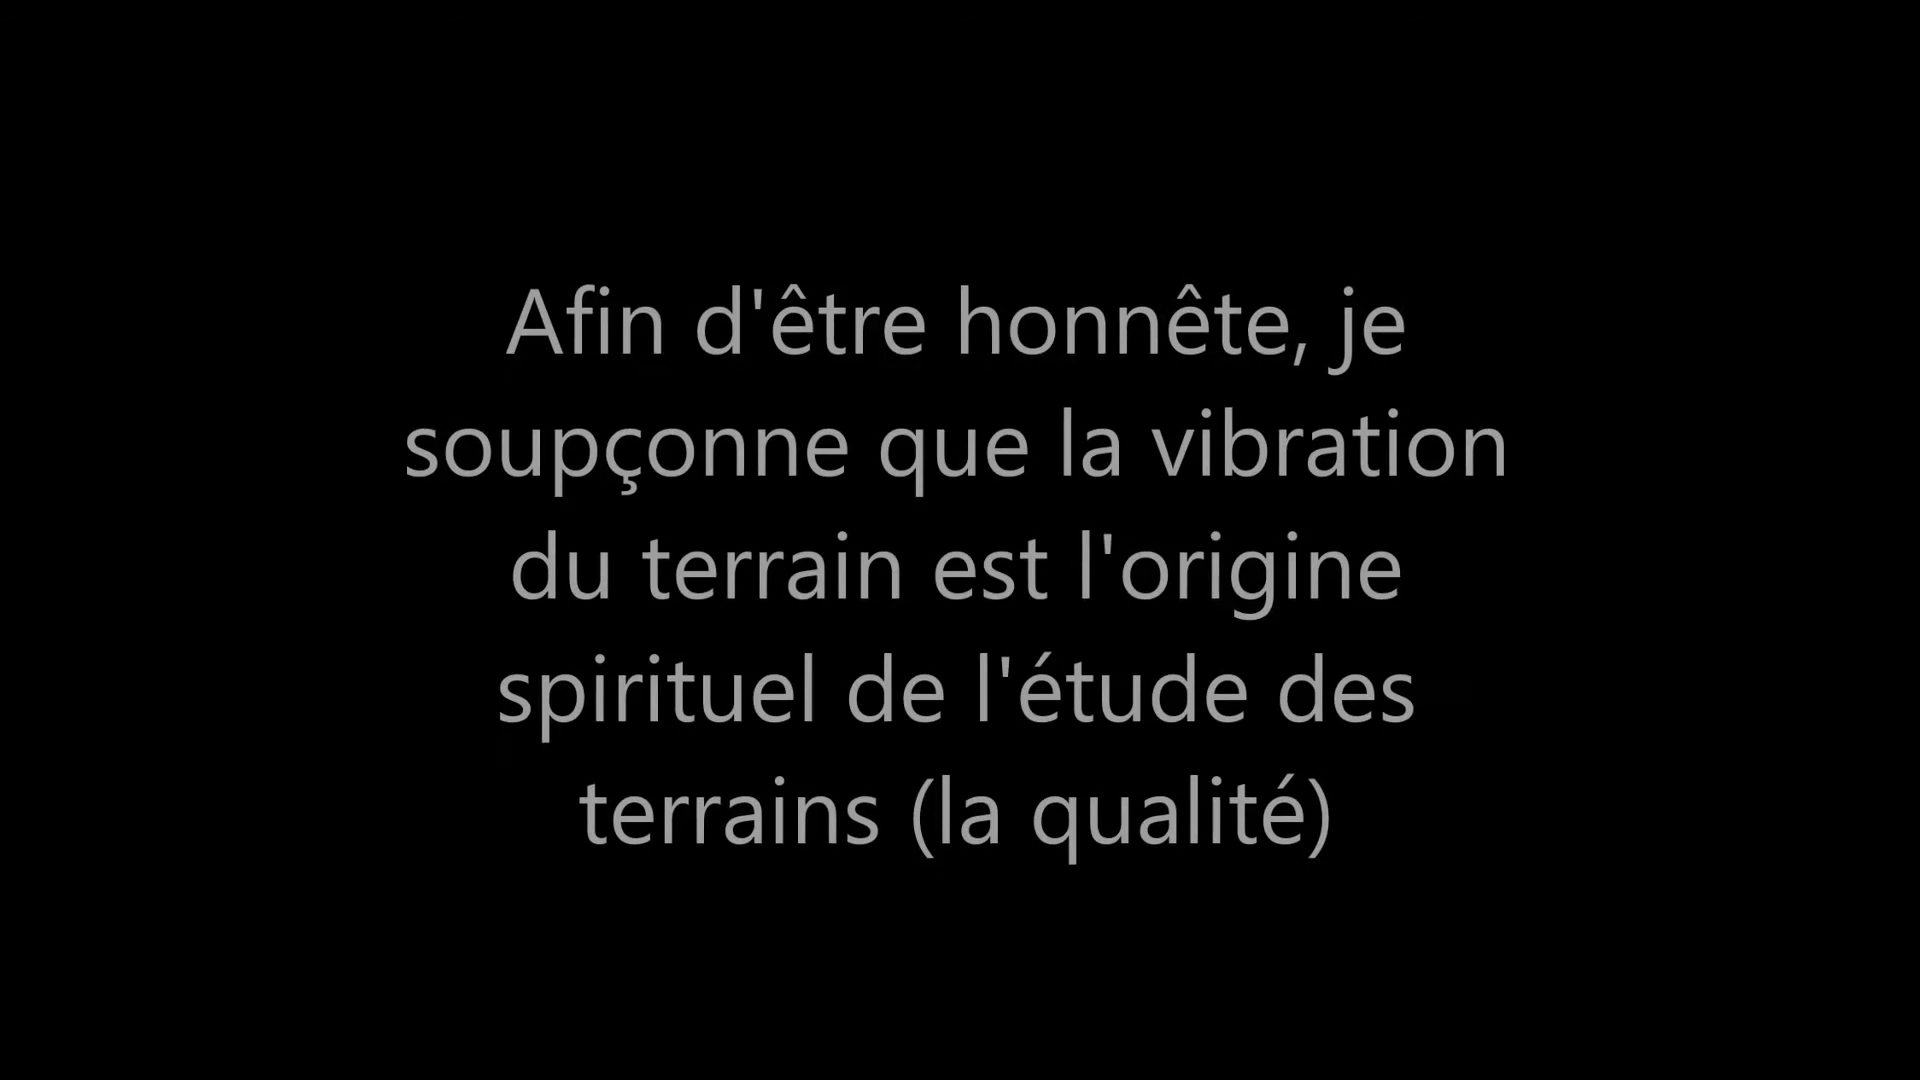 Afin d'être honnête, je
soupçonne que la vibration
du terrain est l'origine
spirituel de l'étude des
terrains (la qualité)